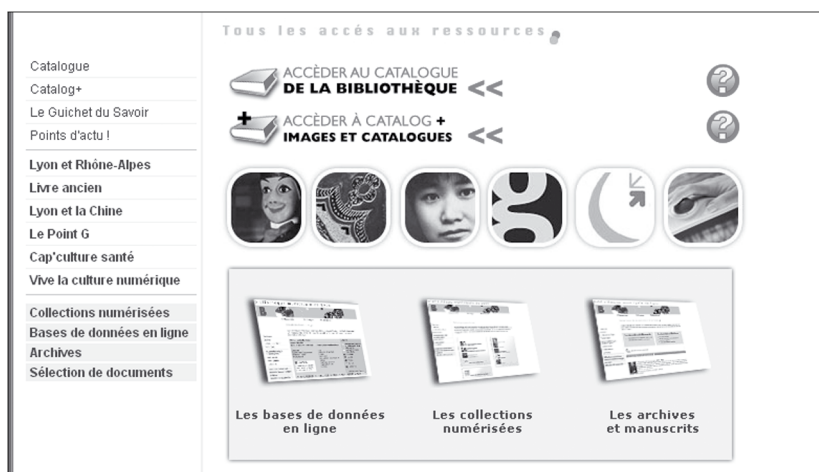 Tous les accés aux ressources
Catalogue
Catalog+
Le Guichet du Savoir
Points d'actu !
Lyon et Rhône-Alpes
Livre ancien
Lyon et la Chine
Le Point G
Cap'culture santé
Vive la culture numérique
Collections numérisées
Bases de données en ligne
Archives
Sélection de documents
ACCÈDER AU CATALOGUE
DE LA BIBLIOTHÈQUE <<
?
ACCÈDER À CATALOG +
IMAGES ET CATALOGUES <<
?
g
Les bases de données
en ligne
Les collections
numérisées
Les archives
et manuscrits